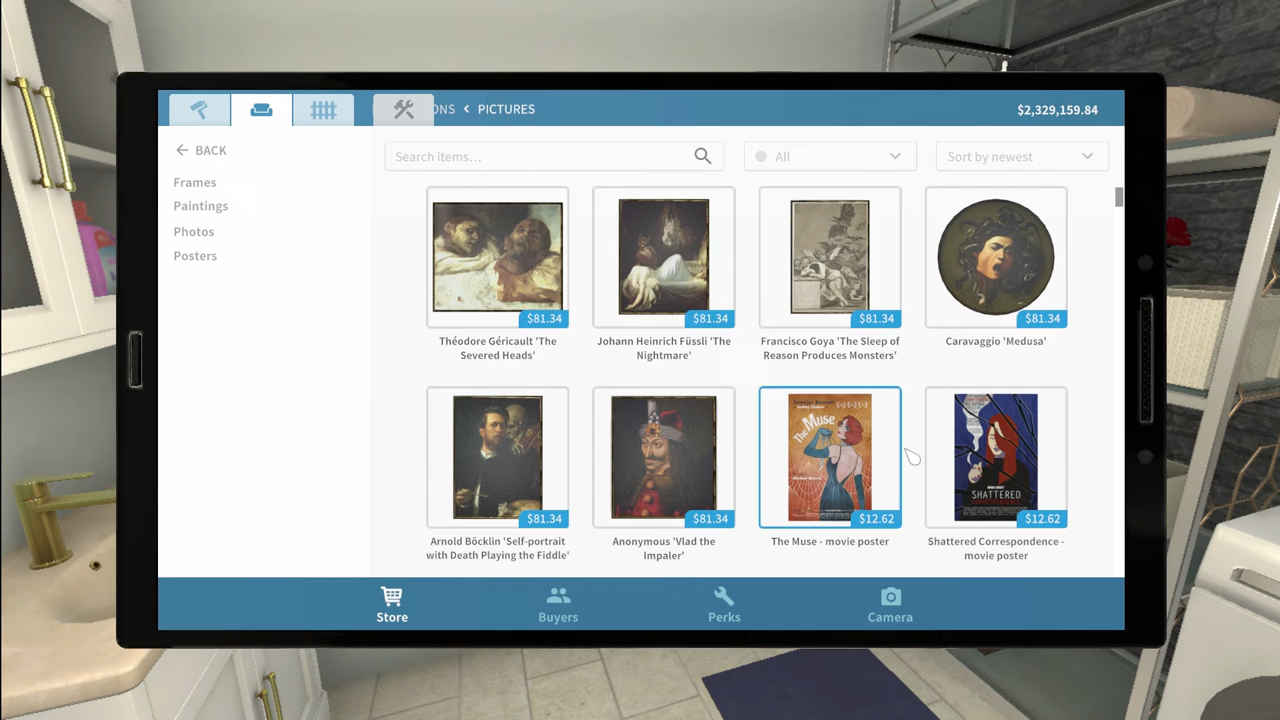 ONS < PICTURES
$2,329,159.84
BACK
Search items...
All
Sort by newest
Frames
Paintings
Photos
Posters
$81.34
$81.34
$81.34
$81.34
Théodore Géricault 'The
Severed Heads'
Johann Heinrich Füssli 'The
Nightmare'
Francisco Goya 'The Sleep of
Reason Produces Monsters'
Caravaggio 'Medusa'
The Muse
SHATTERED
$81.34
$81.34
$12.62
$12.62
Arnold Böcklin 'Self-portrait
with Death Playing the Fiddle'
Anonymous 'Vlad the
Impaler'
The Muse - movie poster
Shattered Correspondence -
movie poster
Store
Buyers
Perks
Camera